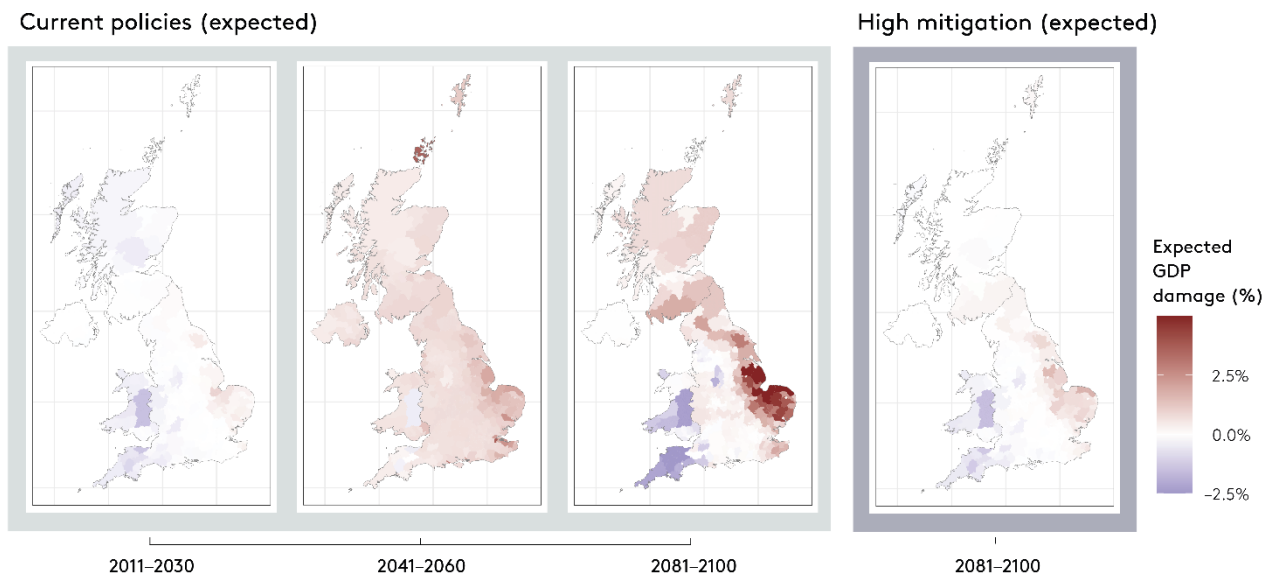 Current policies (expected)
High mitigation (expected)
Expected
GDP
damage (%)
2.5%
0.0%
−2.5%
2011–2030
2041–2060
2081–2100
2081–2100